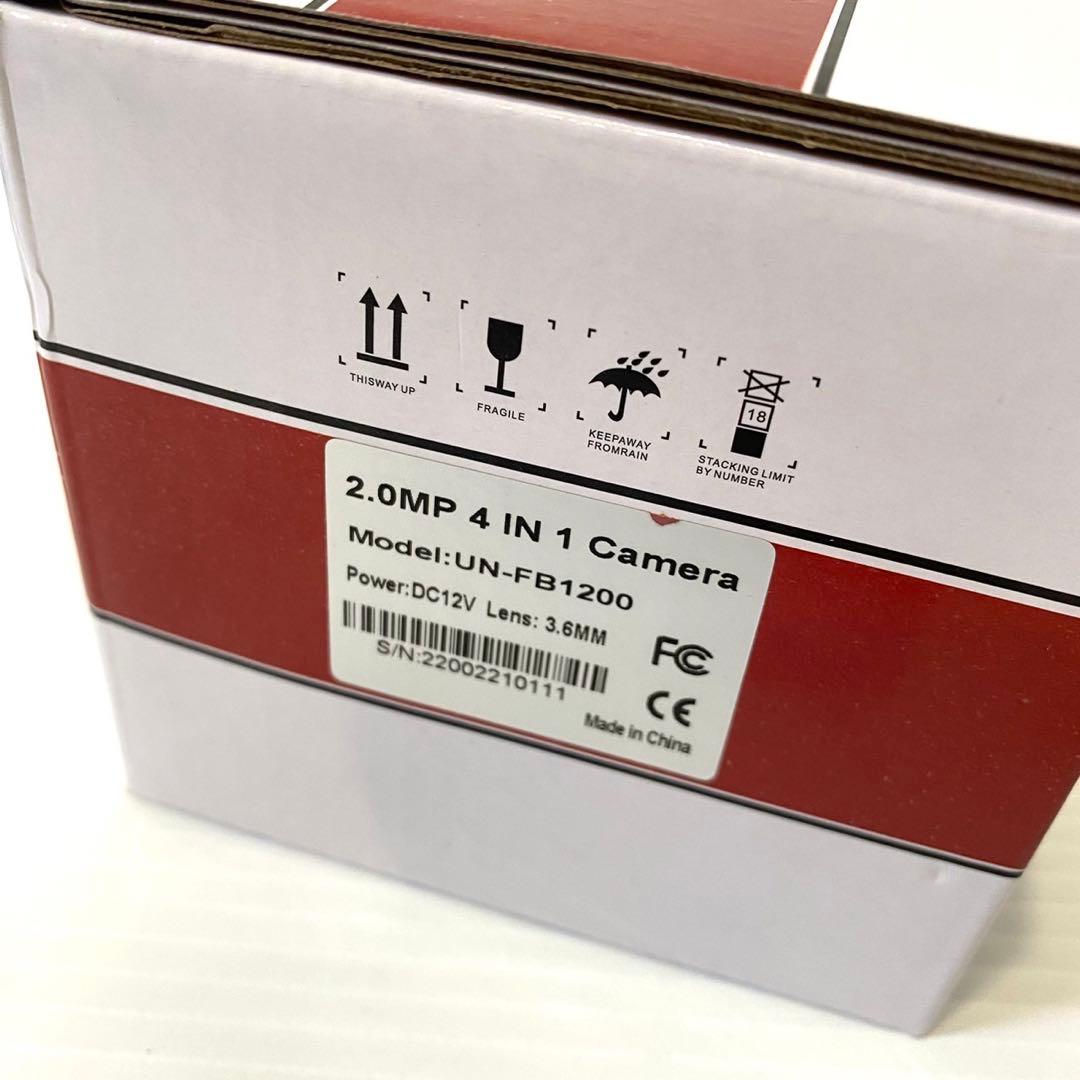 THISWAY UP
FRAGILE
KEEPAWAY
FROMRAIN
18
STACKING LIMIT
BY NUMBER
2.0MP 4 IN 1 Camera
Model:UN-FB1200
Power:DC12V Lens: 3.6MM
S/N:22002210111
FC
CE
Made in China